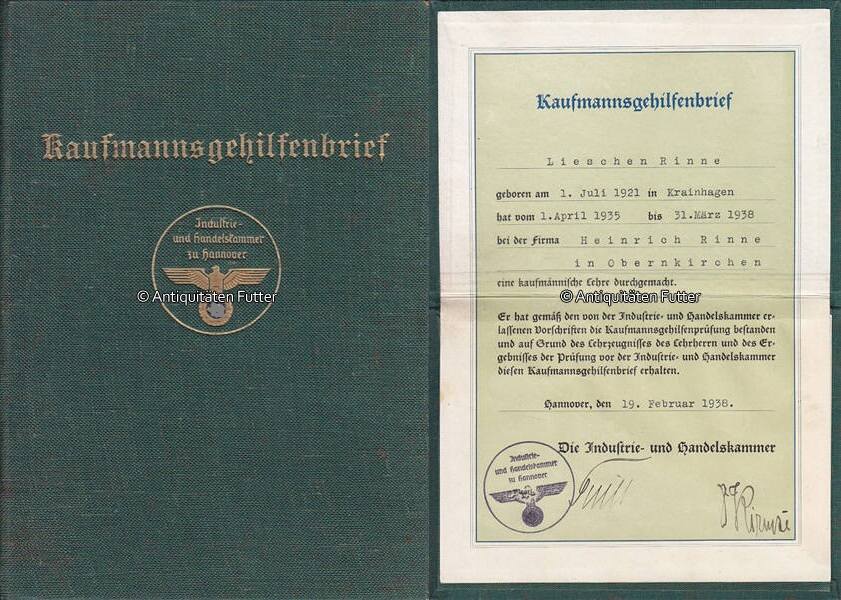 Kaufmannsgehilfenbrief
Industrie-
und Handelskammer
zu Hannover
© Antiquitäten Futter
Kaufmannsgehilfenbrief
Lieschen Rinne
geboren am 1. Juli 1921 in Krainhagen
hat vom 1.April 1935 bis 31.März 1938
bei der Firma Heinrich Rinne
in Obernkirchen
eine kaufmännische Lehre durchgemacht.
© Antiquitäten Futter
Er hat gemäß den von der Industrie- und Handelskammer er-
lassenen Vorschriften die Kaufmannsgehilfenprüfung bestanden
und auf Grund des Lehrzeugnisses des Lehrherrn und des Er-
gebnisses der Prüfung vor der Industrie- und Handelskammer
diesen Kaufmannsgehilfenbrief erhalten.
Hannover, den 19. Februar 1938.
Die Industrie- und Handelskammer
Industrie-
und Handelskammer
zu Hannover